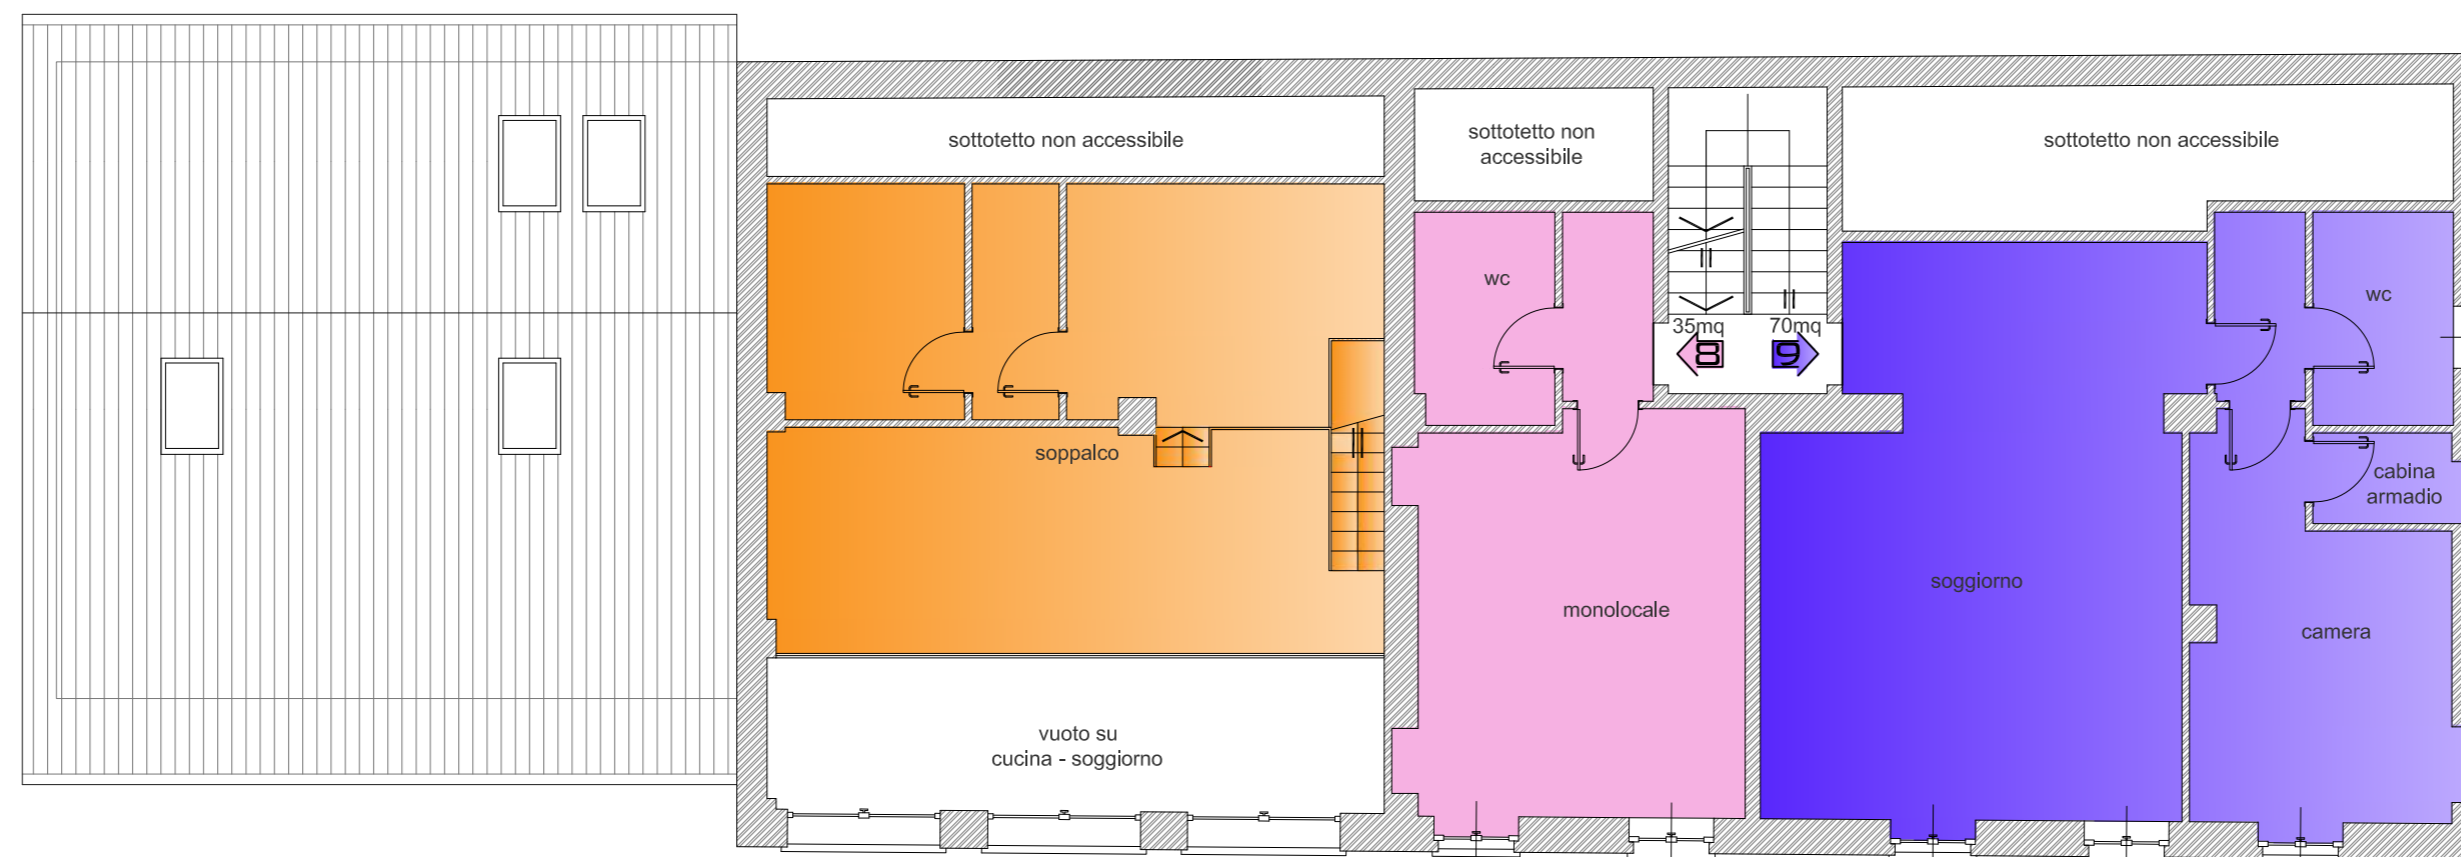 sottotetto non accessibile
sottotetto non
accessibile
sottotetto non accessibile
wc
wc
35mq
70mq
8
9
soppalco
cabina
armadio
soggiorno
monolocale
camera
vuoto su
cucina - soggiorno